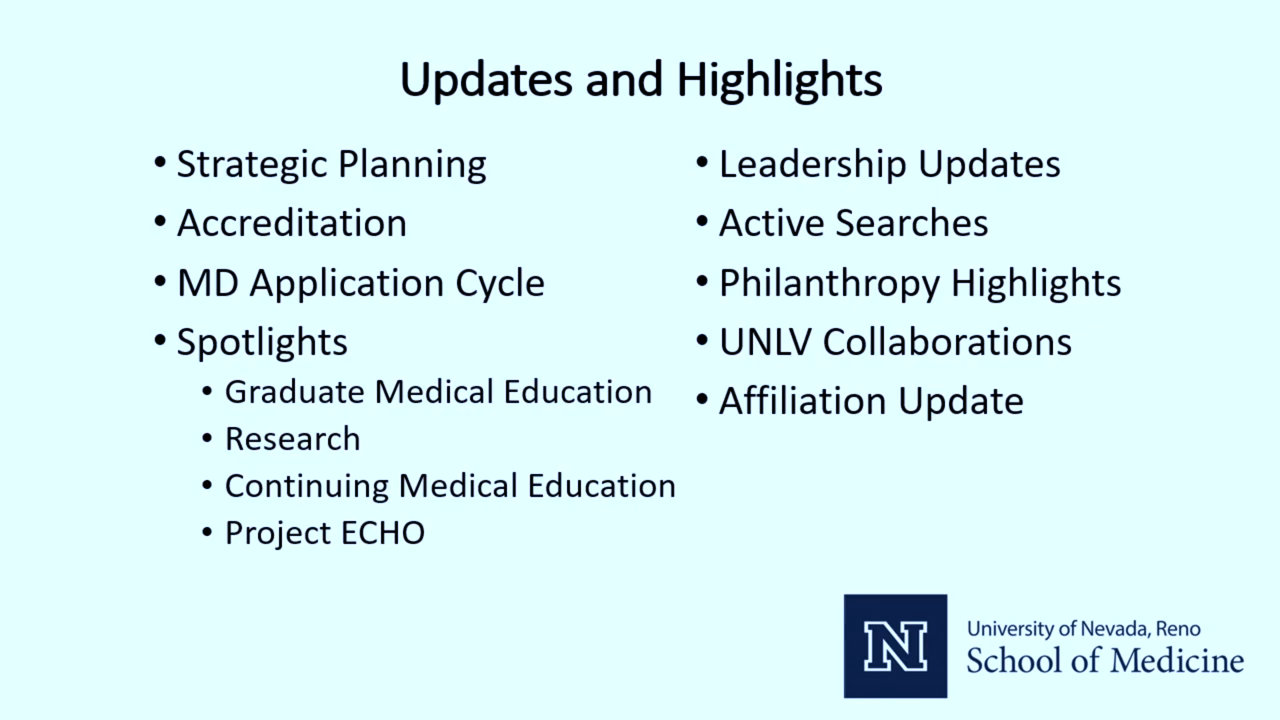 Updates and Highlights
• Strategic Planning
• Accreditation
• MD Application Cycle
• Spotlights
• Graduate Medical Education
• Research
• Continuing Medical Education
• Project ECHO
• Leadership Updates
• Active Searches
• Philanthropy Highlights
• UNLV Collaborations
• Affiliation Update
N
University of Nevada, Reno
School of Medicine